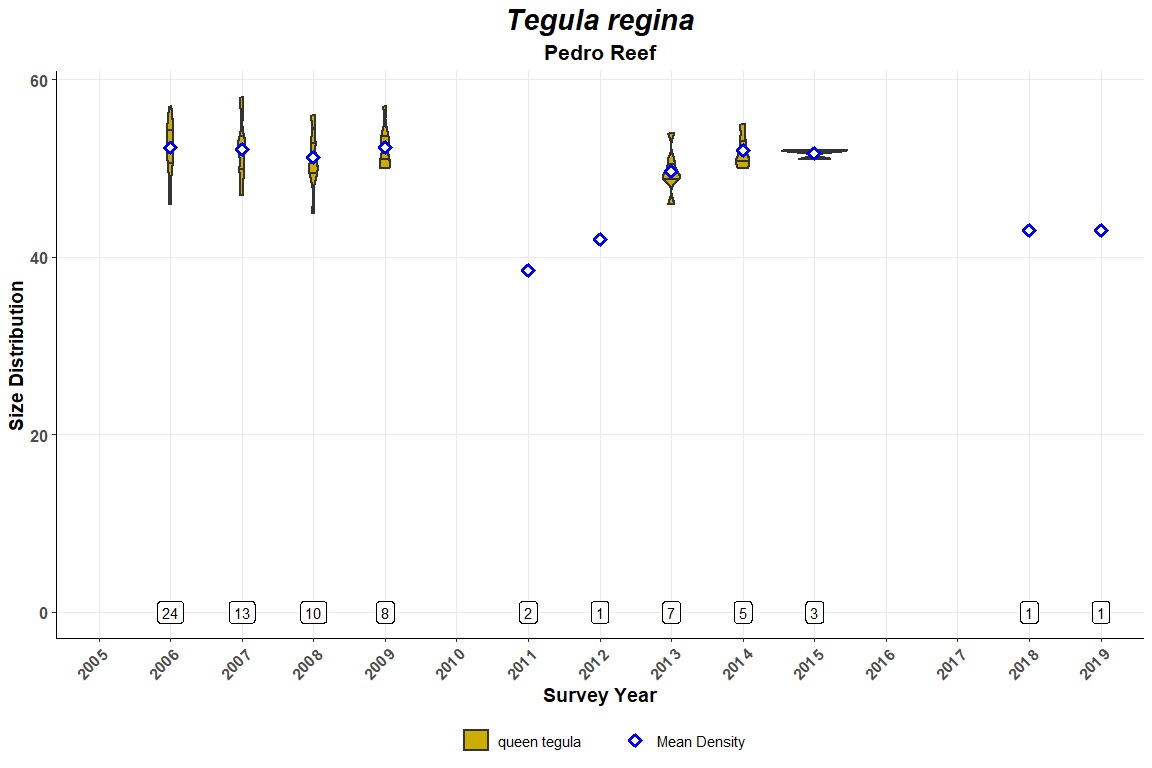 Tegula regina
Pedro Reef
Size Distribution
60
40
20
0
24 13 10 8 2 1 7 5 3 1 1
2005 2006 2007 2008 2009 2010 2011 2012 2013 2014 2015 2016 2017 2018 2019
Survey Year
queen tegula Mean Density